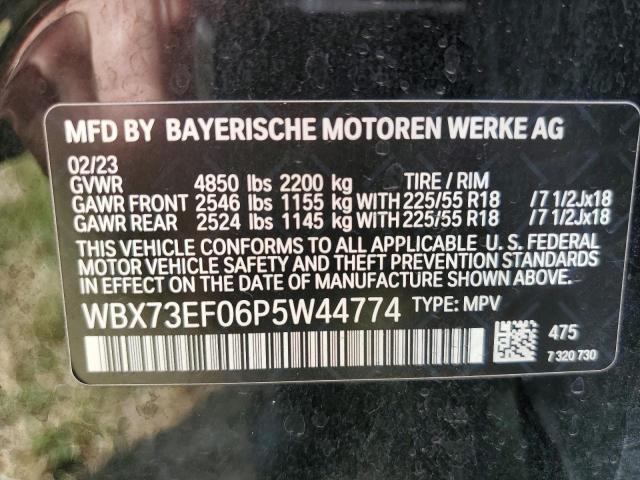 MFD BY BAYERISCHE MOTOREN WERKE AG
02/23
GVWR 4850 lbs 2200 kg TIRE / RIM
GAWR FRONT 2546 lbs 1155 kg WITH 225/55 R18 /7 1/2Jx18
GAWR REAR 2524 lbs 1145 kg WITH 225/55 R18 /7 1/2Jx18
THIS VEHICLE CONFORMS TO ALL APPLICABLE U. S. FEDERAL
MOTOR VEHICLE SAFETY AND THEFT PREVENTION STANDARDS
IN EFFECT ON THE DATE OF MANUFACTURE SHOWN ABOVE.
WBX73EF06P5W44774 TYPE: MPV
475
7 320 730